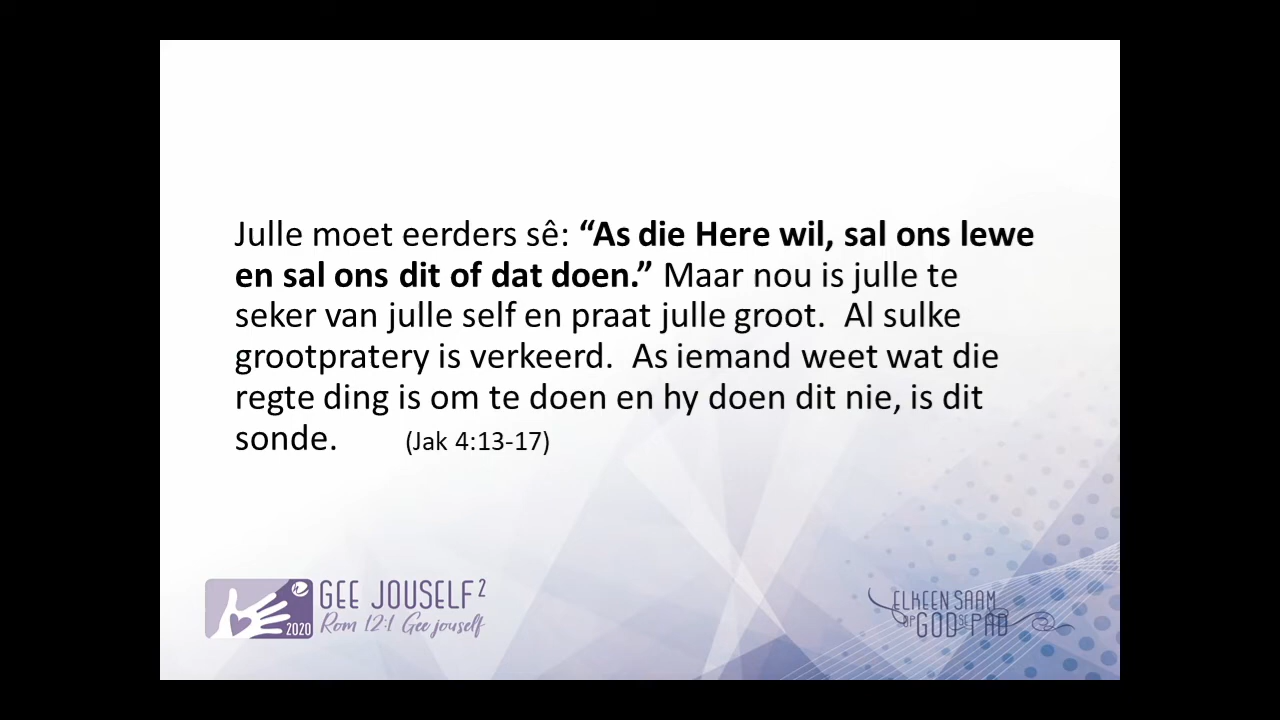 Julle moet eerders sê: “As die Here wil, sal ons lewe
en sal ons dit of dat doen.” Maar nou is julle te
seker van julle self en praat julle groot.  Al sulke
grootpratery is verkeerd.  As iemand weet wat die
regte ding is om te doen en hy doen dit nie, is dit
sonde. (Jak 4:13-17)
2020
GEE JOUSELF²
Rom 12:1 Gee jouself
ELKEEN SAAM
OP GOD SE PAD